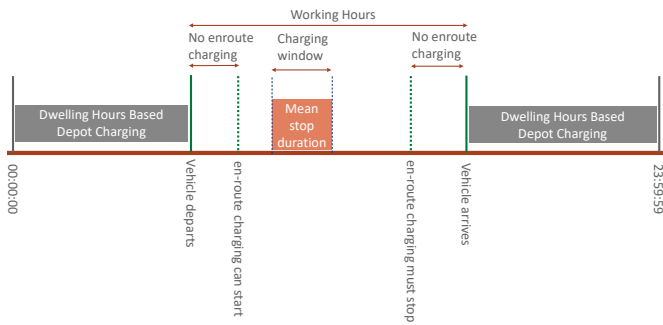 Working Hours
No enroute
charging
Charging
window
No enroute
charging
Dwelling Hours Based
Depot Charging
Mean
stop
duration
Dwelling Hours Based
Depot Charging
00:00:00
Vehicle departs
en-route charging can start
en-route charging must stop
Vehicle arrives
23:59:59